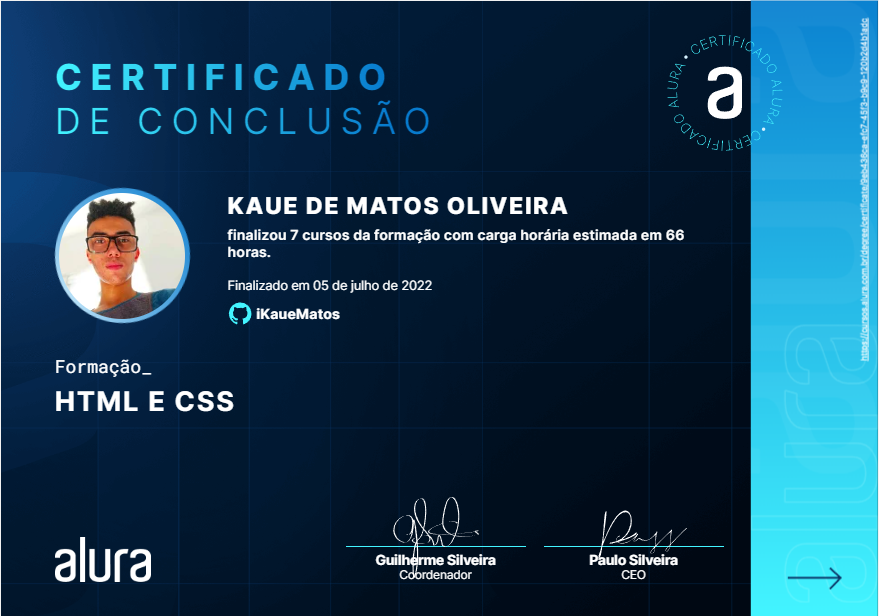 CERTIFICADO
DE CONCLUSÃO
CERTIFICADO ALURA • CERTIFICADO ALURA •
a
KAUE DE MATOS OLIVEIRA
finalizou 7 cursos da formação com carga horária estimada em 66
horas.
Finalizado em 05 de julho de 2022
iKaueMatos
Formação_
HTML E CSS
alura
Guilherme Silveira
Coordenador
Paulo Silveira
CEO
alura